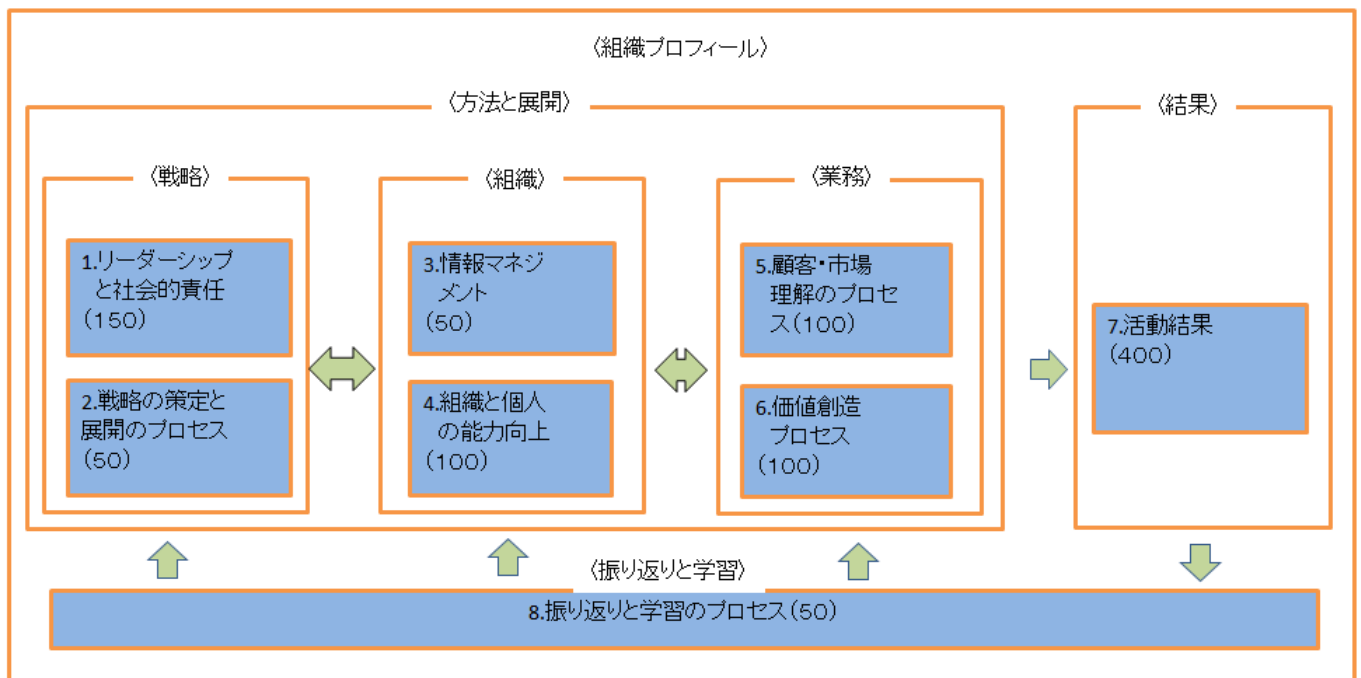 〈組織プロフィール〉
〈方法と展開〉
〈結果〉
〈戦略〉
〈組織〉
〈業務〉
1.リーダーシップ
と社会的責任
(150)
2.戦略の策定と
展開のプロセス
(50)
3.情報マネジ
メント
(50)
4.組織と個人
の能力向上
(100)
5.顧客・市場
理解のプロセ
ス(100)
6.価値創造
プロセス
(100)
7.活動結果
(400)
〈振り返りと学習〉
8.振り返りと学習のプロセス(50)